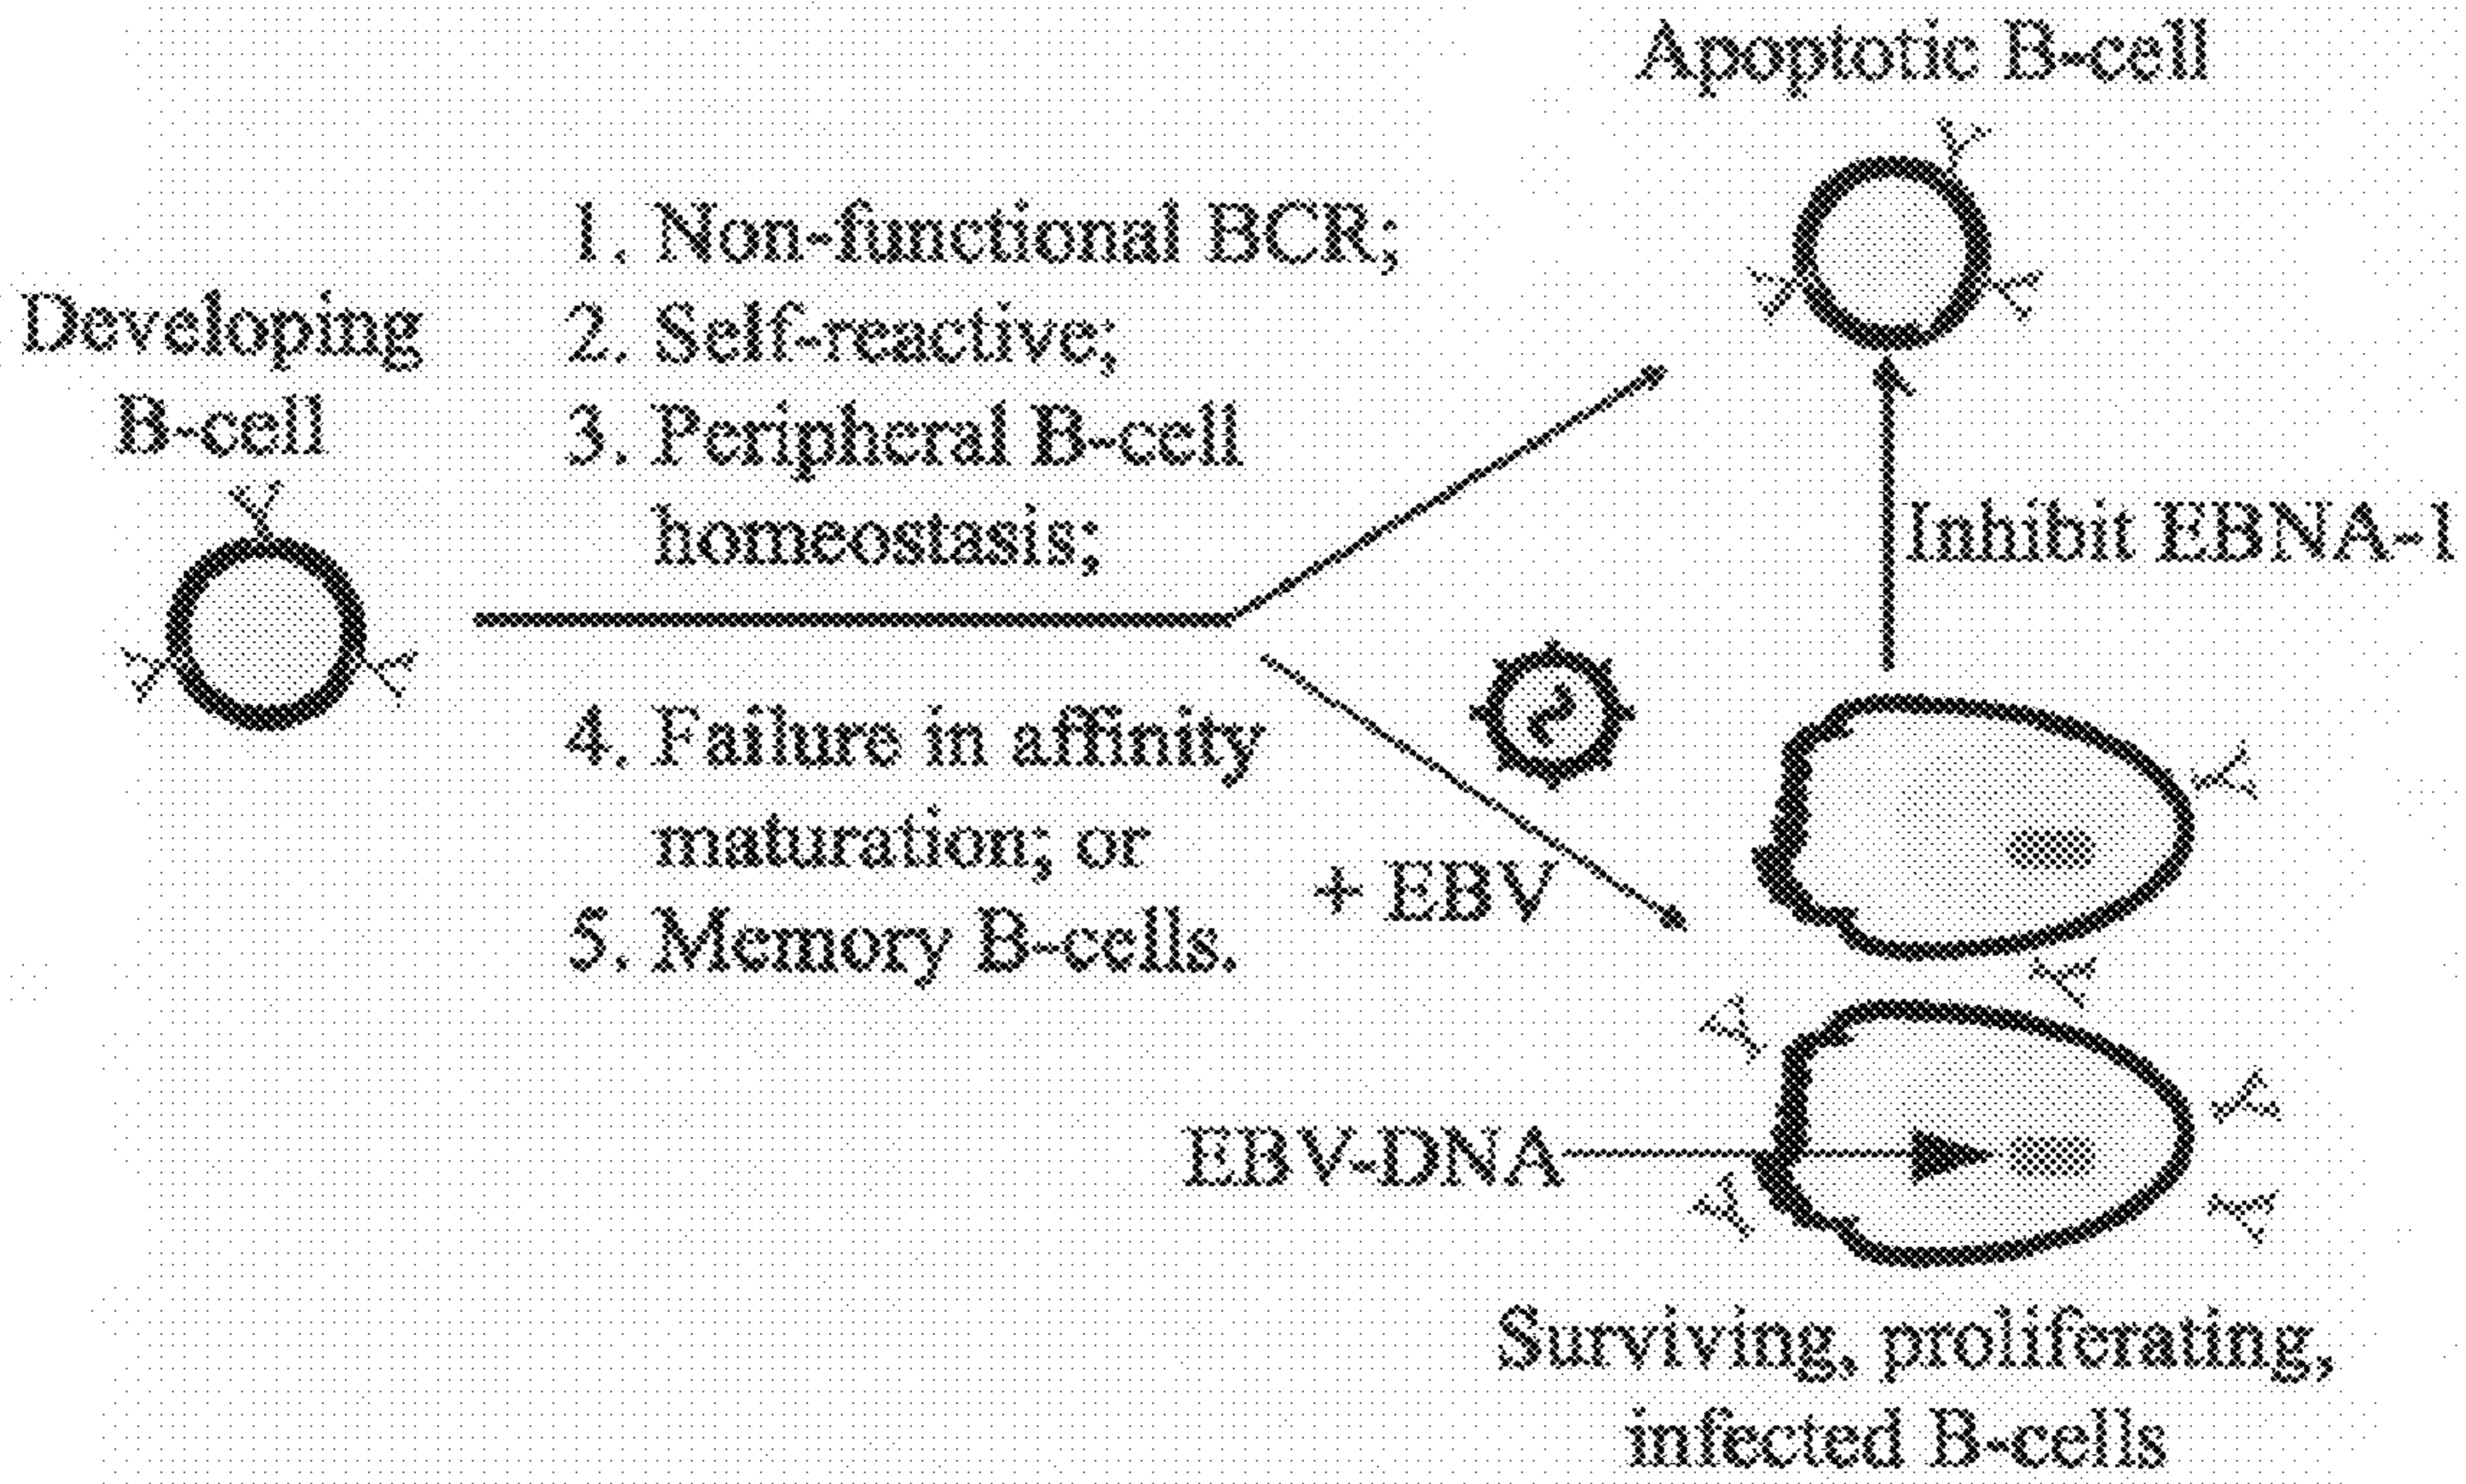 Apoptotic B-cell
1. Non-functional BCR;
Developing
B-cell
2. Self-reactive;
3. Peripheral B-cell
homeostasis;
Inhibit EBNA-1
4. Failure in affinity
maturation; or
5. Memory B-cells.
+ EBV
EBV-DNA
Surviving, proliferating,
infected B-cells